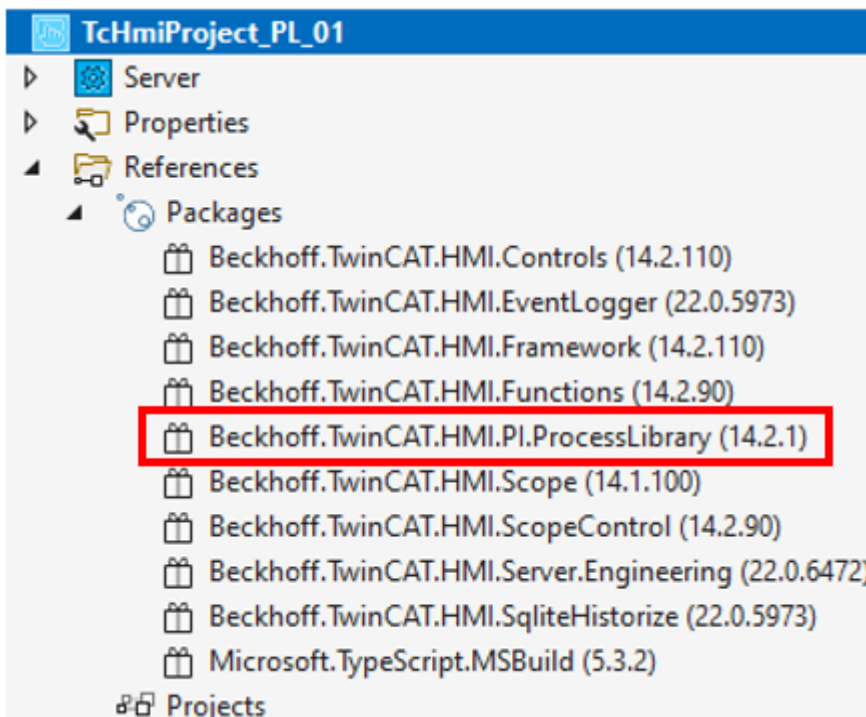 TcHmiProject_PL_01
Server
Properties
References
Packages
Beckhoff.TwinCAT.HMI.Controls (14.2.110)
Beckhoff.TwinCAT.HMI.EventLogger (22.0.5973)
Beckhoff.TwinCAT.HMI.Framework (14.2.110)
Beckhoff.TwinCAT.HMI.Functions (14.2.90)
Beckhoff.TwinCAT.HMI.PI.ProcessLibrary (14.2.1)
Beckhoff.TwinCAT.HMI.Scope (14.1.100)
Beckhoff.TwinCAT.HMI.ScopeControl (14.2.90)
Beckhoff.TwinCAT.HMI.Server.Engineering (22.0.6472)
Beckhoff.TwinCAT.HMI.SqliteHistorize (22.0.5973)
Microsoft.TypeScript.MSBuild (5.3.2)
Projects